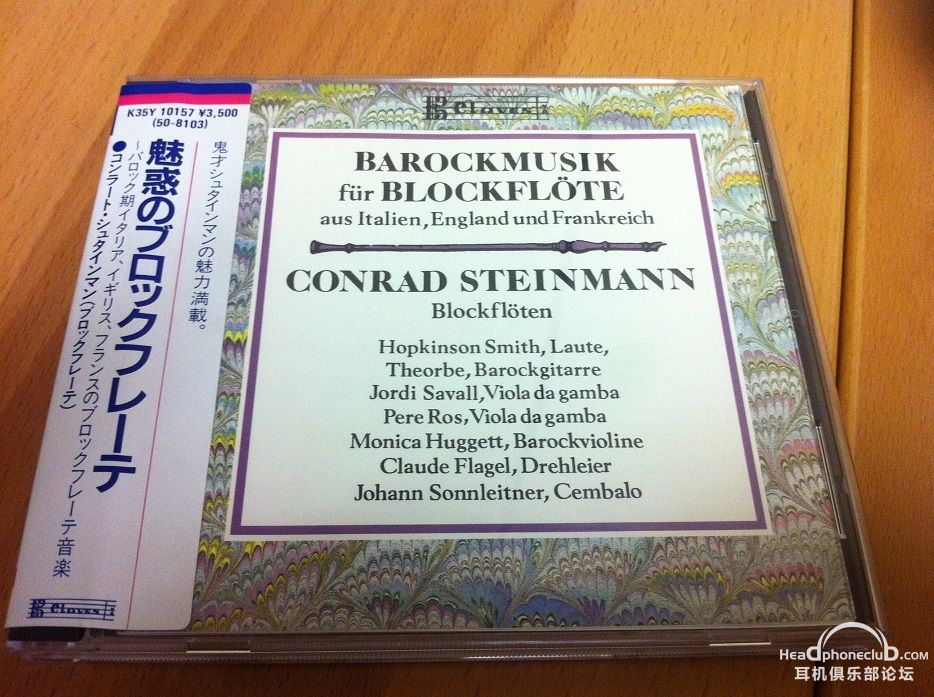 K35Y 10157 ¥3,500
(50-8103)
鬼才シュタインマンの魅力満載。
魅惑のブロックフレーテ
〜バロック期イタリア、イギリス、フランスのブロックフレーテ音楽
●コンラート・シュタインマン(ブロックフレーテ)
Claves
Claves
BAROCKMUSIK
für BLOCKFLÖTE
aus Italien, England und Frankreich
CONRAD STEINMANN
Blockflöten
Hopkinson Smith, Laute,
Theorbe, Barockgitarre
Jordi Savall, Viola da gamba
Pere Ros, Viola da gamba
Monica Huggett, Barockvioline
Claude Flagel, Drehleier
Johann Sonnleitner, Cembalo
Headphoneclub.com
耳机俱乐部论坛